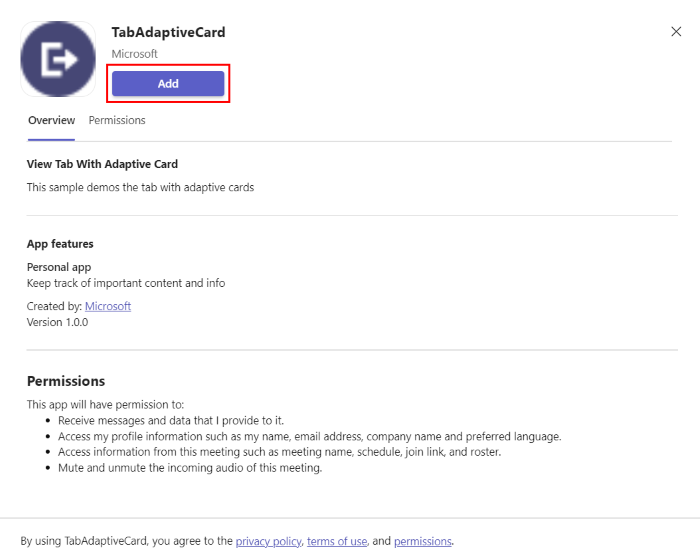 TabAdaptiveCard
Microsoft
Add
Overview Permissions
View Tab With Adaptive Card
This sample demos the tab with adaptive cards
App features
Personal app
Keep track of important content and info
Created by: Microsoft
Version 1.0.0
Permissions
This app will have permission to:
• Receive messages and data that I provide to it.
• Access my profile information such as my name, email address, company name and preferred language.
• Access information from this meeting such as meeting name, schedule, join link, and roster.
• Mute and unmute the incoming audio of this meeting.
By using TabAdaptiveCard, you agree to the privacy policy, terms of use, and permissions.